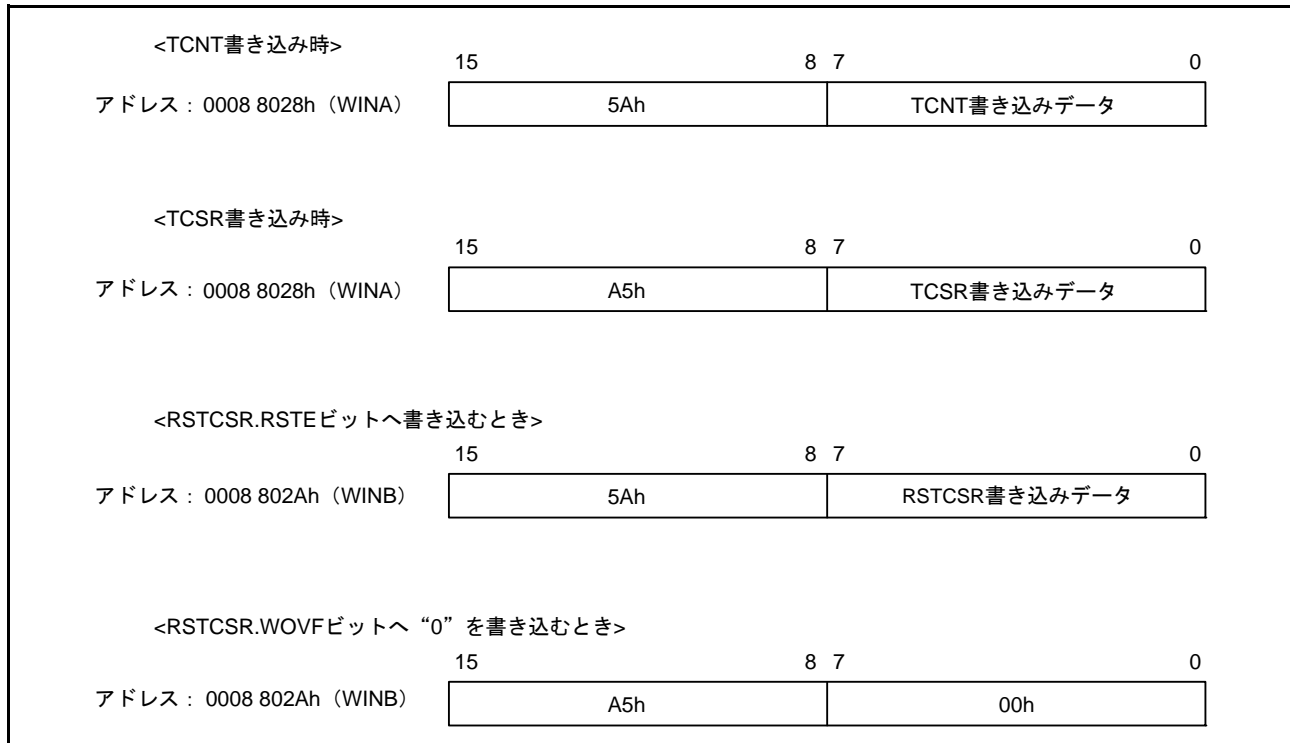 <TCNT書き込み時>
15 8 7 0
アドレス：0008 8028h（WINA） 5Ah TCNT書き込みデータ
<TCSR書き込み時>
15 8 7 0
アドレス：0008 8028h（WINA） A5h TCSR書き込みデータ
<RSTCSR.RSTEビットへ書き込むとき>
15 8 7 0
アドレス：0008 802Ah（WINB） 5Ah RSTCSR書き込みデータ
<RSTCSR.WOVFビットへ“0”を書き込むとき>
15 8 7 0
アドレス：0008 802Ah（WINB） A5h 00h